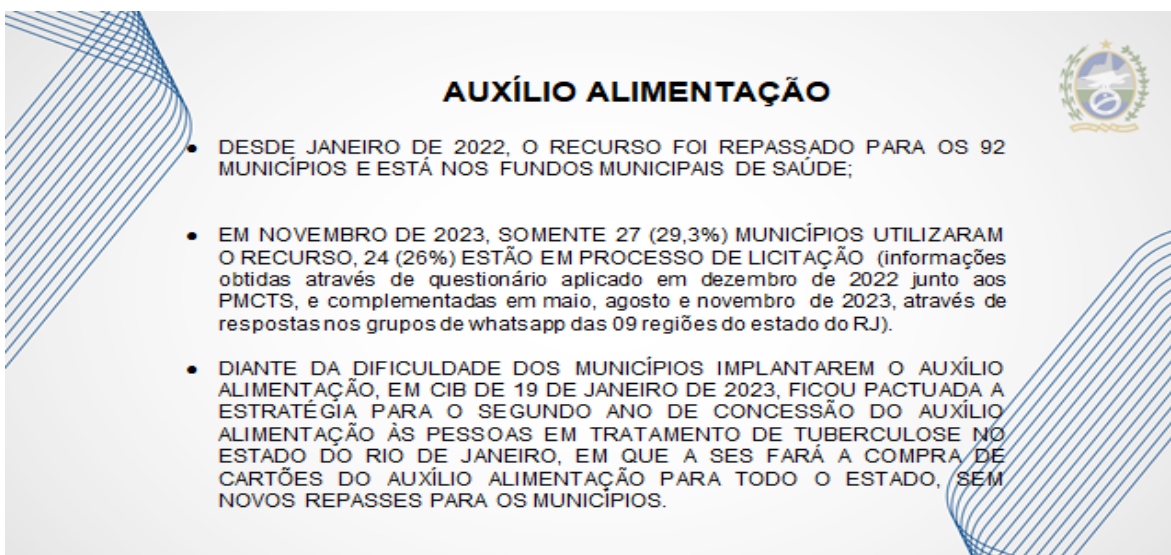 AUXÍLIO ALIMENTAÇÃO
● DESDE JANEIRO DE 2022, O RECURSO FOI REPASSADO PARA OS 92
MUNICÍPIOS E ESTÁ NOS FUNDOS MUNICIPAIS DE SAÚDE;
● EM NOVEMBRO DE 2023, SOMENTE 27 (29,3%) MUNICÍPIOS UTILIZARAM
O RECURSO, 24 (26%) ESTÃO EM PROCESSO DE LICITAÇÃO (informações
obtidas através de questionário aplicado em dezembro de 2022 junto aos
PMCTS, e complementadas em maio, agosto e novembro de 2023, através de
respostas nos grupos de whatsapp das 09 regiões do estado do RJ).
● DIANTE DA DIFICULDADE DOS MUNICÍPIOS IMPLANTAREM O AUXÍLIO
ALIMENTAÇÃO, EM CIB DE 19 DE JANEIRO DE 2023, FICOU PACTUADA A
ESTRATÉGIA PARA O SEGUNDO ANO DE CONCESSÃO DO AUXÍLIO
ALIMENTAÇÃO ÀS PESSOAS EM TRATAMENTO DE TUBERCULOSE NO
ESTADO DO RIO DE JANEIRO, EM QUE A SES FARÁ A COMPRA DE
CARTÕES DO AUXÍLIO ALIMENTAÇÃO PARA TODO O ESTADO, SEM
NOVOS REPASSES PARA OS MUNICÍPIOS.